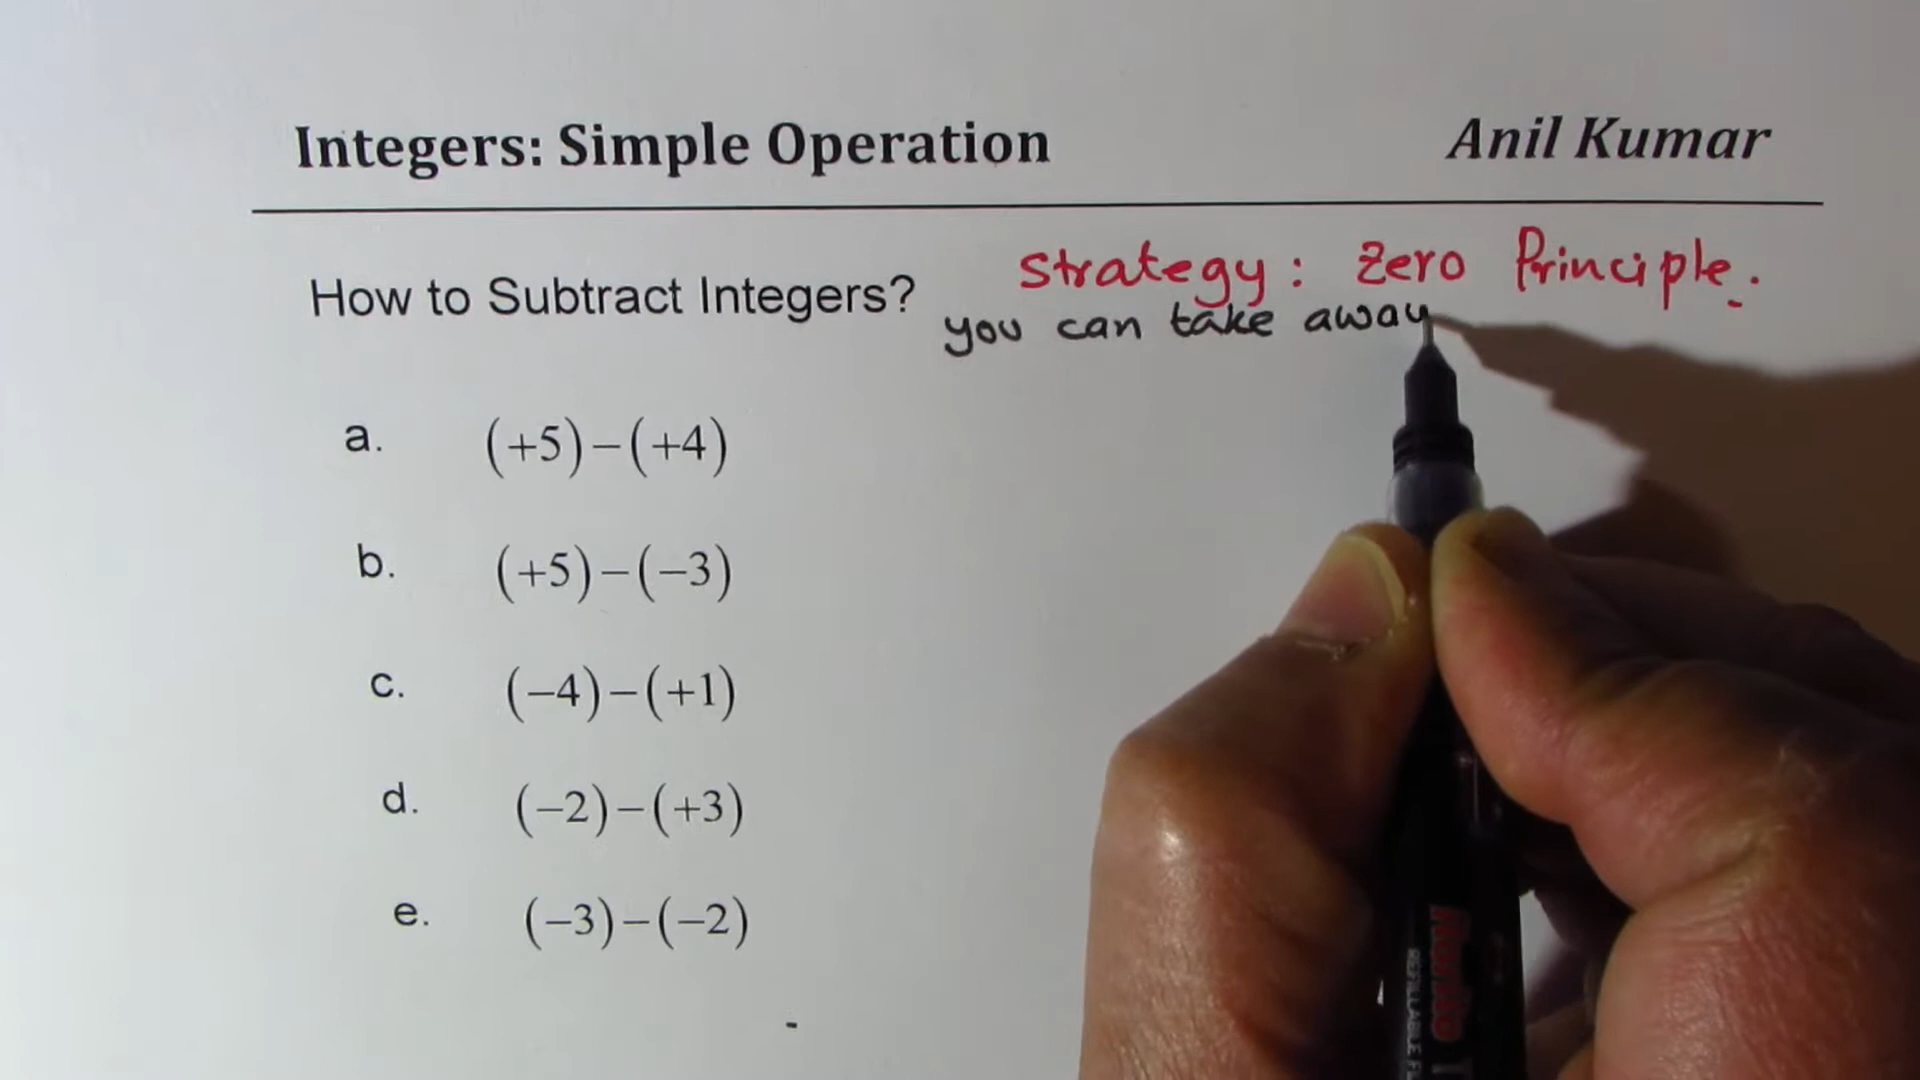 Integers: Simple Operation Anil Kumar
How to Subtract Integers? Strategy: Zero Principle.
you can take away
a. (+5)−(+4)
b. (+5)−(−3)
c. (−4)−(+1)
d. (−2)−(+3)
e. (−3)−(−2)